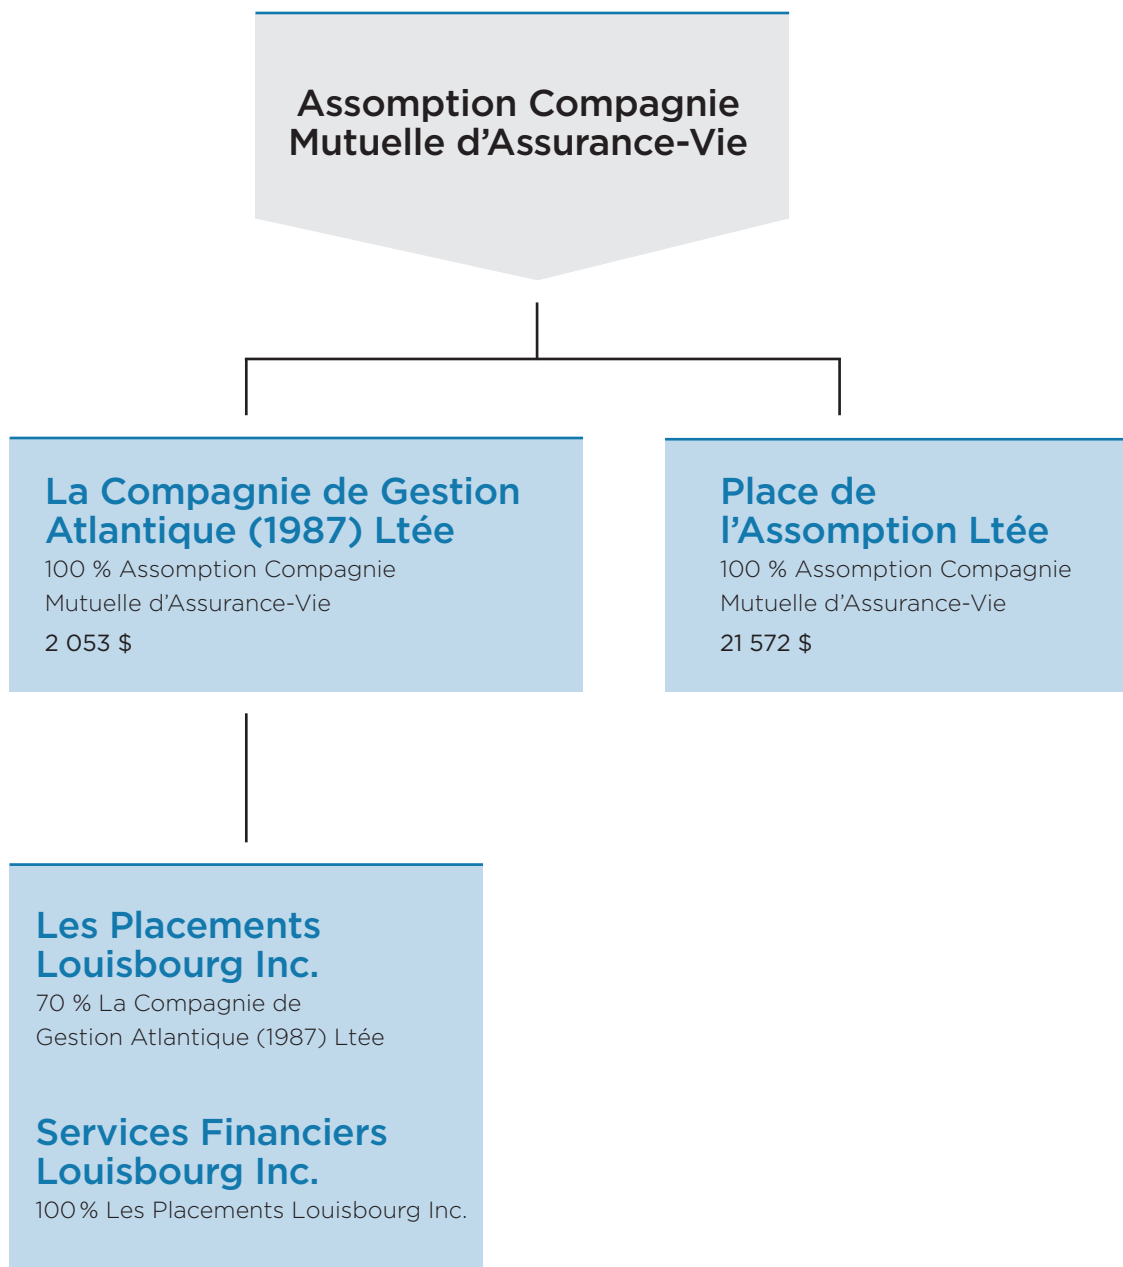 Assomption Compagnie
Mutuelle d'Assurance-Vie
La Compagnie de Gestion
Atlantique (1987) Ltée
100 % Assomption Compagnie
Mutuelle d'Assurance-Vie
2 053 $
Place de
l'Assomption Ltée
100 % Assomption Compagnie
Mutuelle d'Assurance-Vie
21 572 $
Les Placements
Louisbourg Inc.
70 % La Compagnie de
Gestion Atlantique (1987) Ltée
Services Financiers
Louisbourg Inc.
100 % Les Placements Louisbourg Inc.